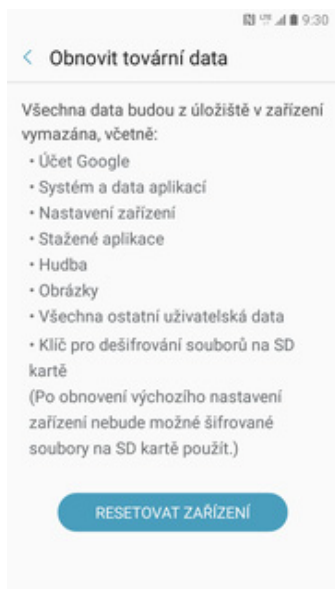 9:30
Obnovit tovární data
Všechna data budou z úložiště v zařízení
vymazána, včetně:
• Účet Google
• Systém a data aplikací
• Nastavení zařízení
• Stažené aplikace
• Hudba
• Obrázky
• Všechna ostatní uživatelská data
• Klíč pro dešifrování souborů na SD
kartě
(Po obnovení výchozího nastavení
zařízení nebude možné šifrované
soubory na SD kartě použít.)
RESETOVAT ZAŘÍZENÍ